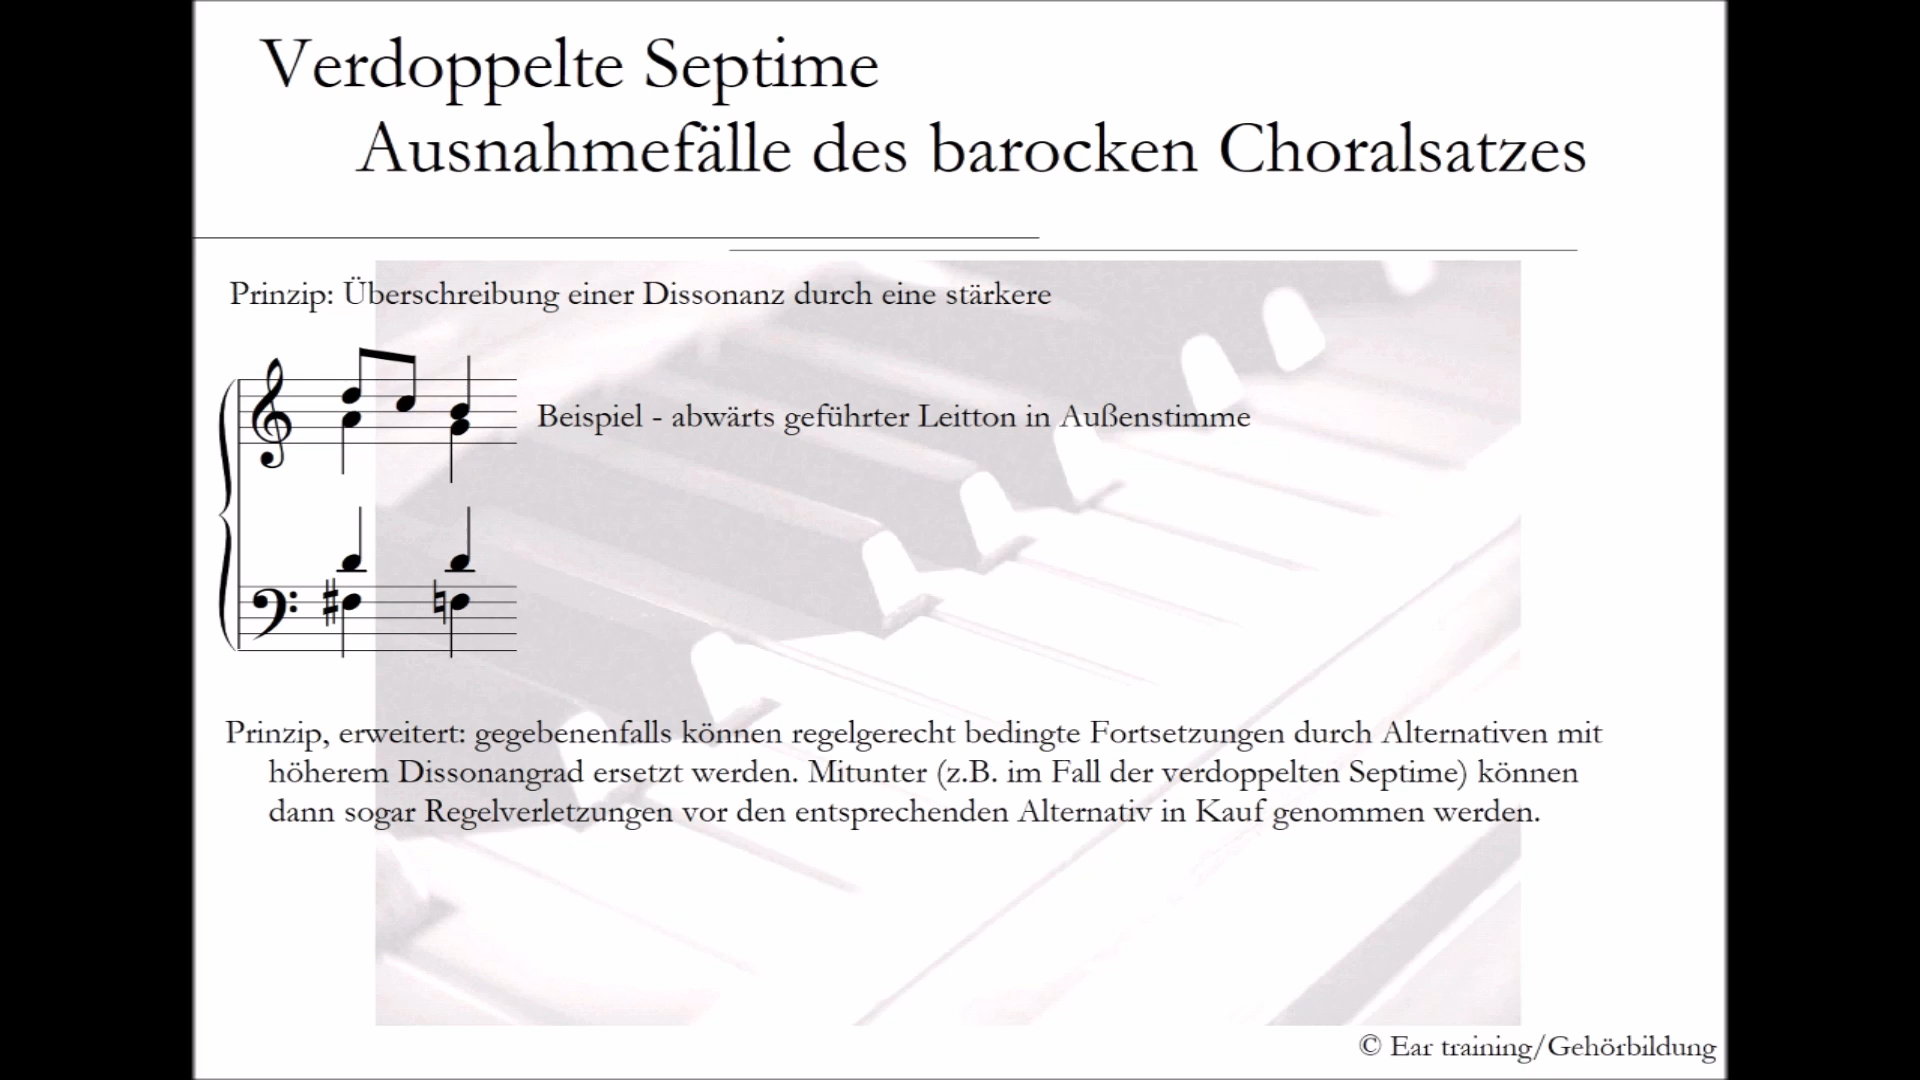 Verdoppelte Septime
Ausnahmefälle des barocken Choralsatzes
Prinzip: Überschreibung einer Dissonanz durch eine stärkere
Beispiel - abwärts geführter Leitton in Außenstimme
Prinzip, erweitert: gegebenenfalls können regelgerecht bedingte Fortsetzungen durch Alternativen mit
höherem Dissonangrad ersetzt werden. Mitunter (z.B. im Fall der verdoppelten Septime) können
dann sogar Regelverletzungen vor den entsprechenden Alternativ in Kauf genommen werden.
© Ear training/Gehörbildung